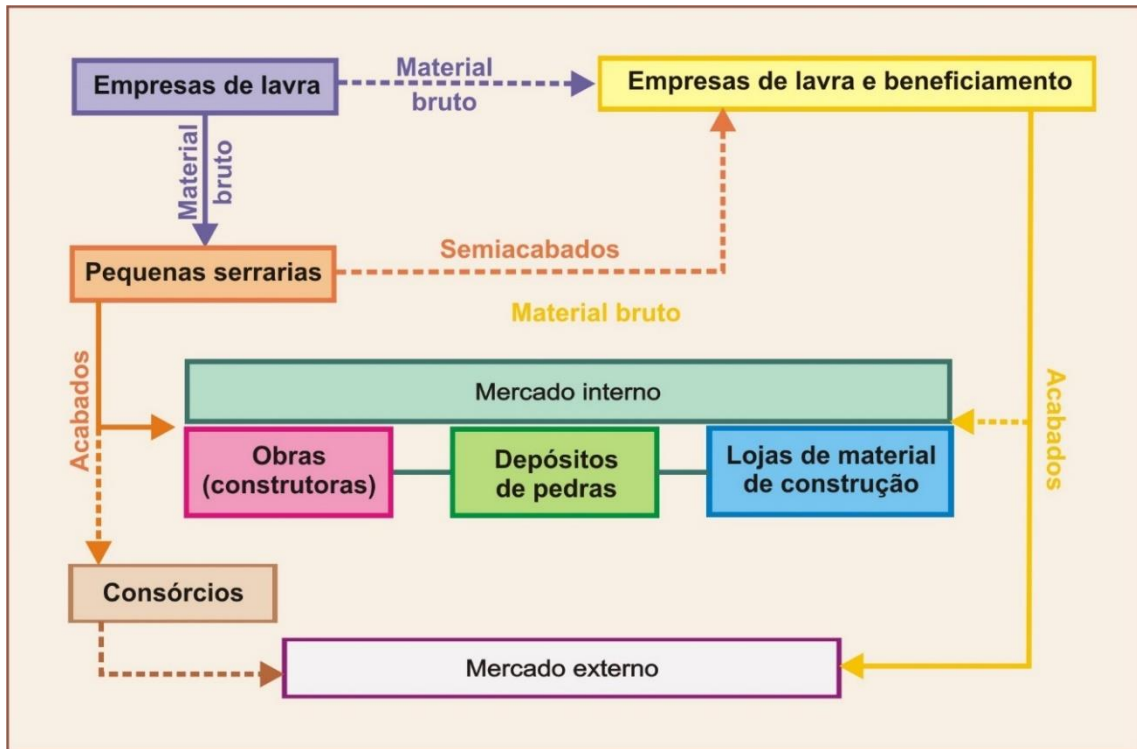 Empresas de lavra
Material
bruto
Empresas de lavra e beneficiamento
Material
bruto
Pequenas serrarias
Semiacabados
Material bruto
Acabados
Mercado interno
Acabados
Obras
(construtoras)
Depósitos
de pedras
Lojas de material
de construção
Consórcios
Mercado externo